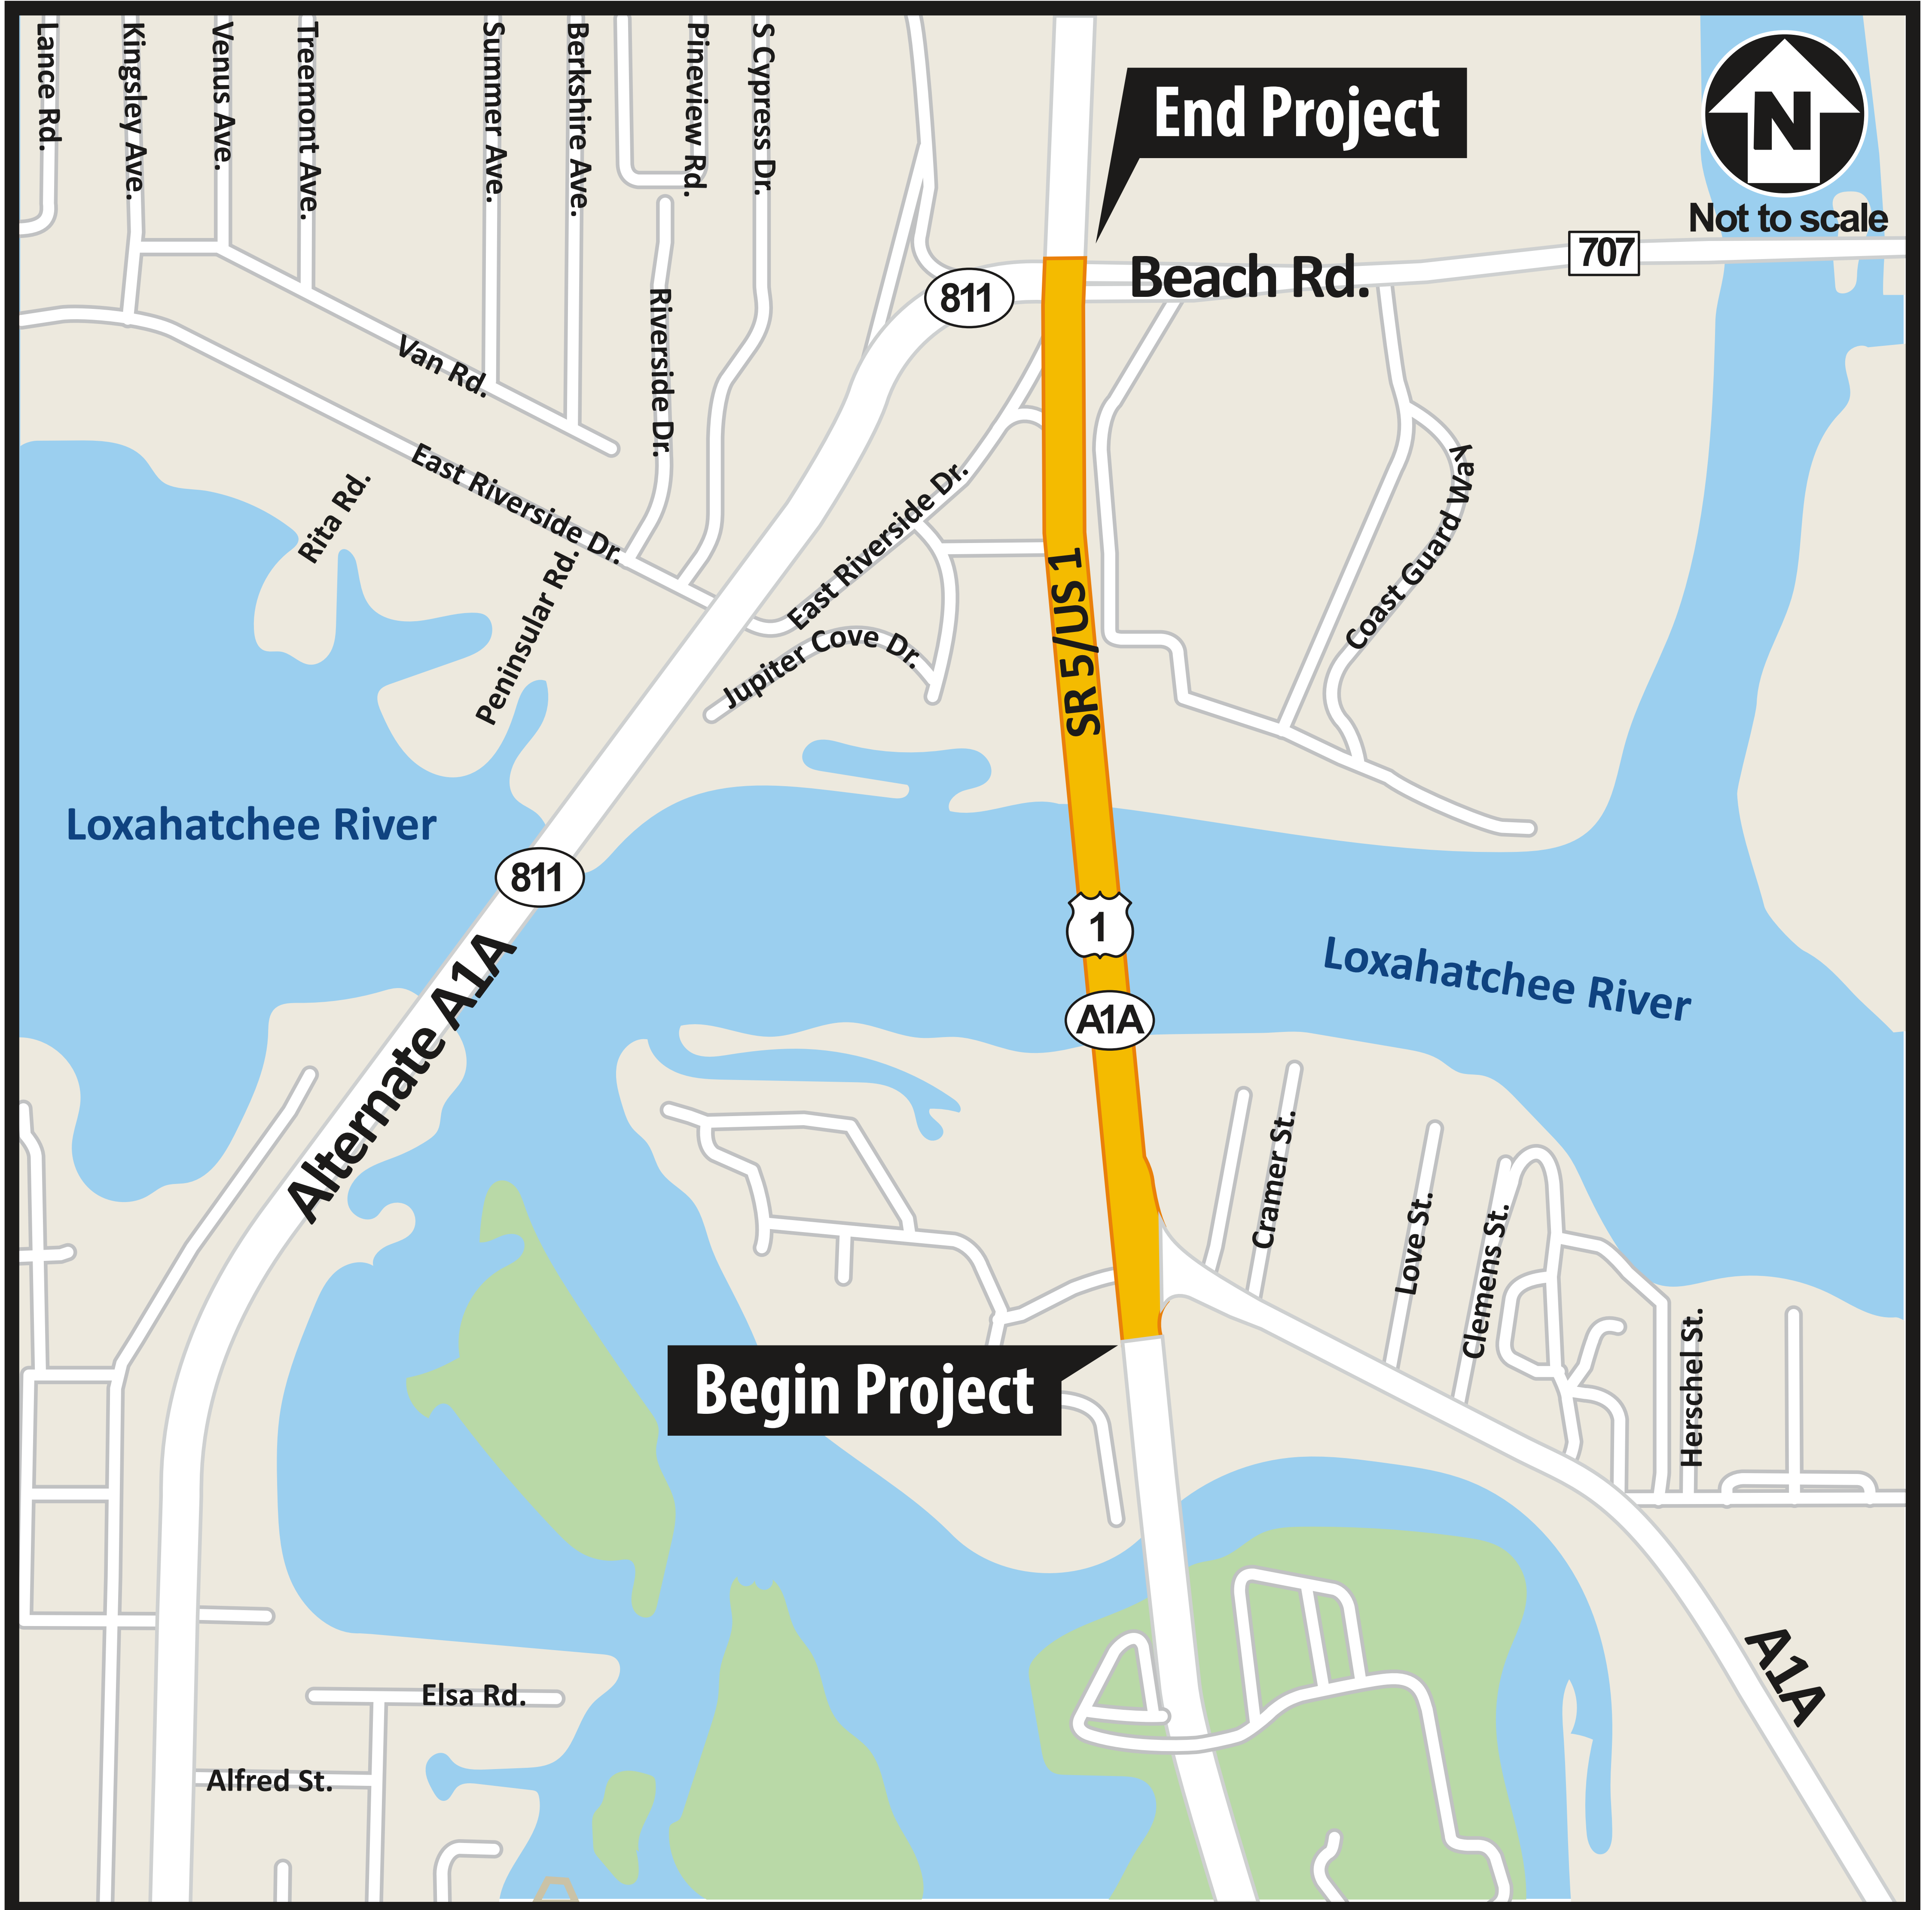 Lance Rd.
Kingsley Ave.
Venus Ave.
Treemont Ave.
Summer Ave.
Berkshire Ave.
Pineview Rd.
S Cypress Dr.
End Project
N
Not to scale
707
Beach Rd.
811
Riverside Dr.
Van Rd.
East Riverside Dr.
Rita Rd.
Peninsular Rd.
East Riverside Dr.
Jupiter Cove Dr.
SR 5/US 1
Coast Guard Way
Loxahatchee River
811
1
Loxahatchee River
A1A
Alternate A1A
Cramer St.
Love St.
Clemens St.
Herschel St.
Begin Project
A1A
Elsa Rd.
Alfred St.